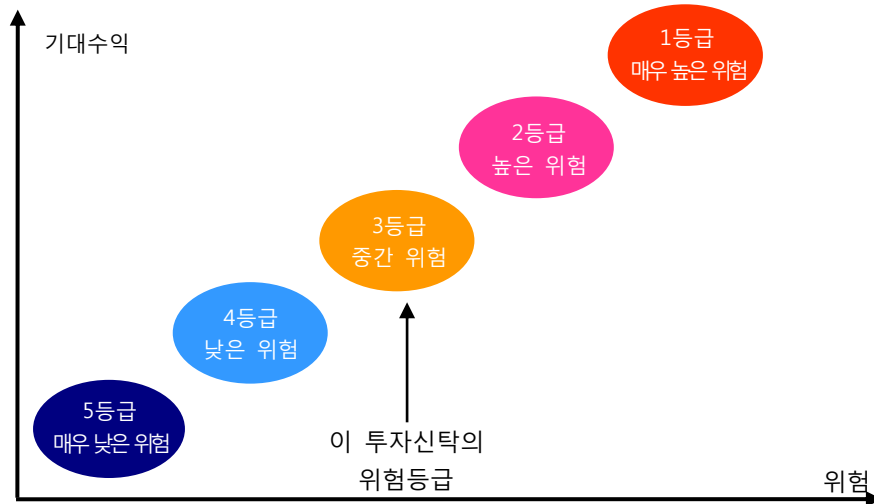 기대수익
1등급
매우 높은 위험
2등급
높은 위험
3등급
중간 위험
4등급
낮은 위험
5등급
매우 낮은 위험
이 투자신탁의
위험등급
위험